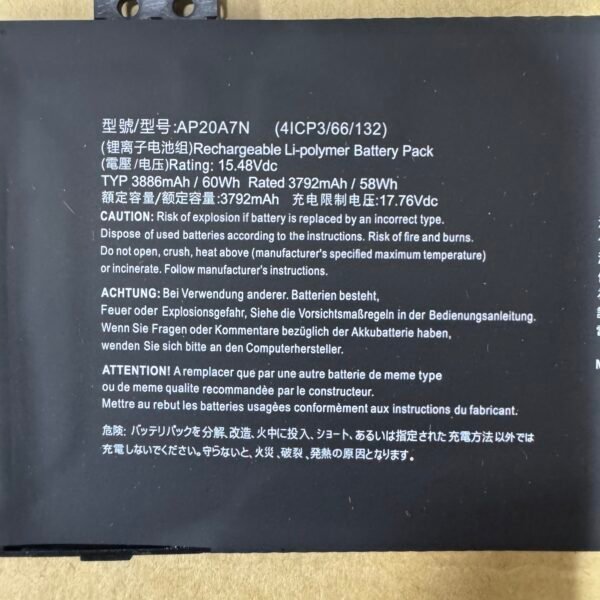 型號/型号:AP20A7N (4ICP3/66/132)
(锂离子电池组)Rechargeable Li-polymer Battery Pack
(電壓/电压)Rating: 15.48Vdc
TYP 3886mAh / 60Wh Rated 3792mAh / 58Wh
額定容量/额定容量:3792mAh 充电限制电压:17.76Vdc
CAUTION: Risk of explosion if battery is replaced by an incorrect type.
Dispose of used batteries according to the instructions. Risk of fire and burns.
Do not open, crush, heat above (manufacturer's specified maximum temperature)
or incinerate. Follow manufacturer's instructions.
ACHTUNG: Bei Verwendung anderer. Batterien besteht,
Feuer oder Explosionsgefahr, Siehe die Vorsichtsmaßregeln in der Bedienungsanleitung.
Wenn Sie Fragen oder Kommentare bezüglich der Akkubatterie haben,
wenden Sie sich bitte an den Computerhersteller.
ATTENTION! A remplacer que par une autre batterie de meme type
ou de meme qualite recommandée par le constructeur.
Mettre au rebut les batteries usagées conformèment aux instructions du fabricant.
危険: バッテリパックを分解、改造、火中に投入、ショート、あるいは指定された充電方法以外では
充電しないでください。守らないと、火災、破裂、発熱の原因となります。